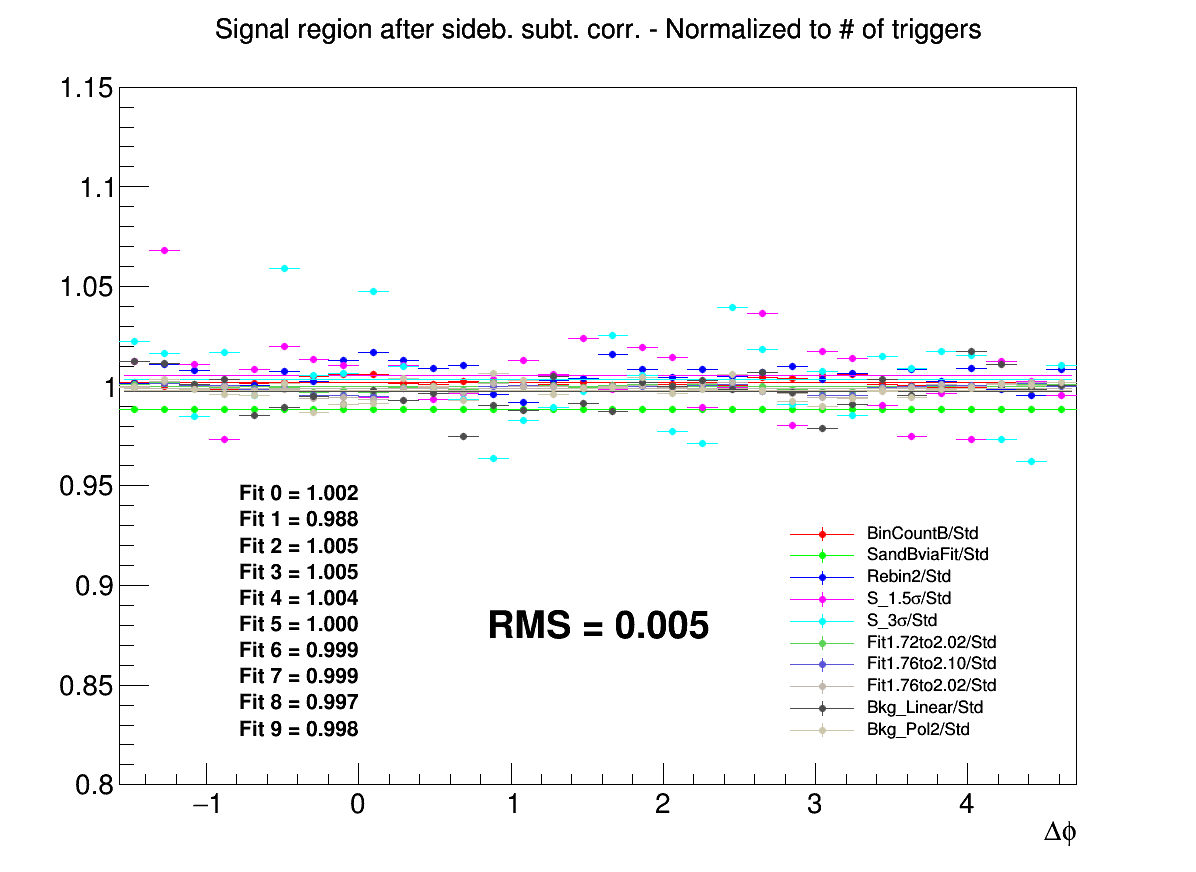 Signal region after sideb. subt. corr. - Normalized to # of triggers
1.15
1.1
1.05
1
0.95
0.9
0.85
0.8
Fit 0 = 1.002
Fit 1 = 0.988
Fit 2 = 1.005
Fit 3 = 1.005
Fit 4 = 1.004
Fit 5 = 1.000
Fit 6 = 0.999
Fit 7 = 0.999
Fit 8 = 0.997
Fit 9 = 0.998
RMS = 0.005
BinCountB/Std
SandBviaFit/Std
Rebin2/Std
S_1.5σ/Std
S_3σ/Std
Fit1.72to2.02/Std
Fit1.76to2.10/Std
Fit1.76to2.02/Std
Bkg_Linear/Std
Bkg_Pol2/Std
−1 0 1 2 3 4
Δϕ